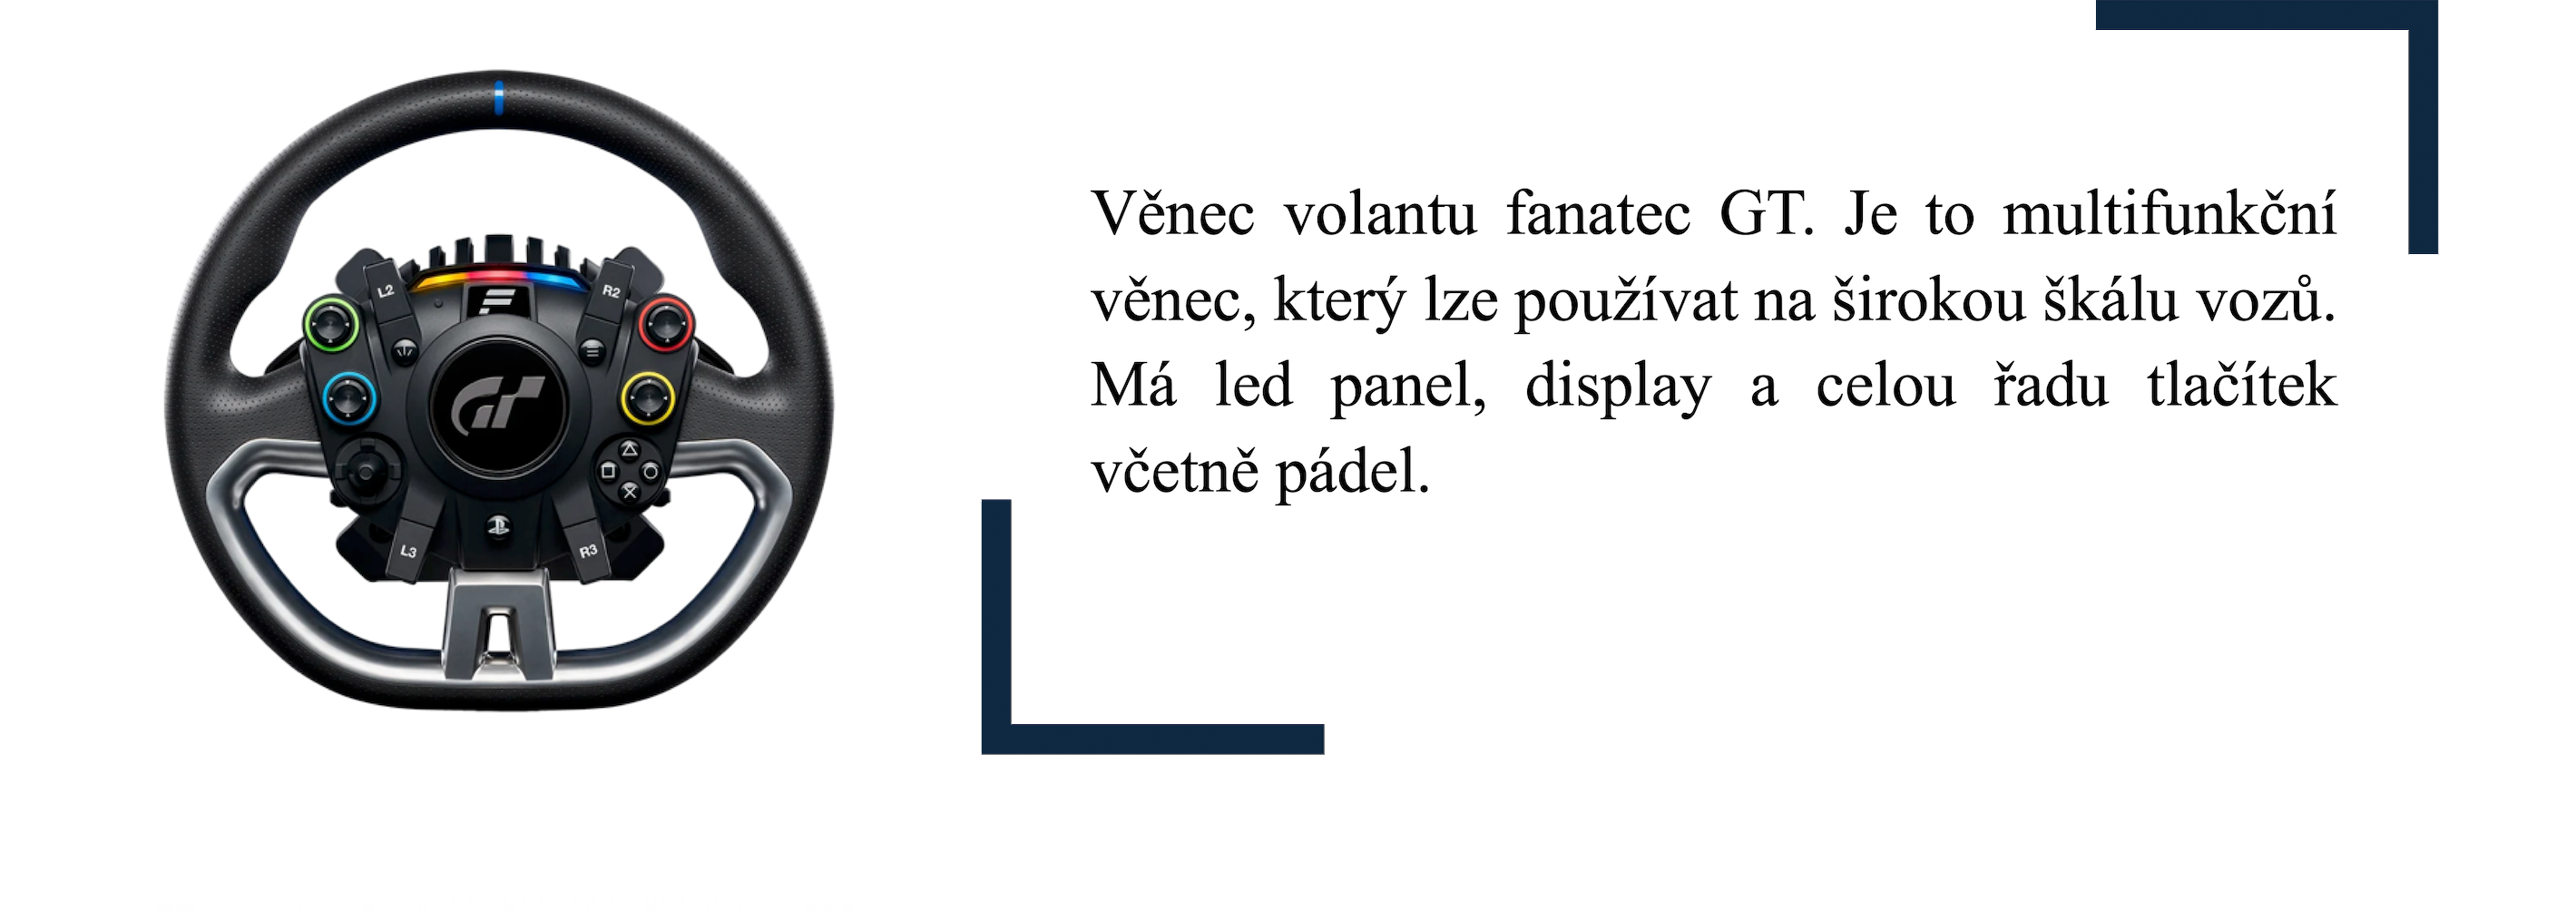 L2
R2
GT
L3
R3
Věnec volantu fanatec GT. Je to multifunkční
věnec, který lze používat na širokou škálu vozů.
Má led panel, display a celou řadu tlačítek
včetně pádel.